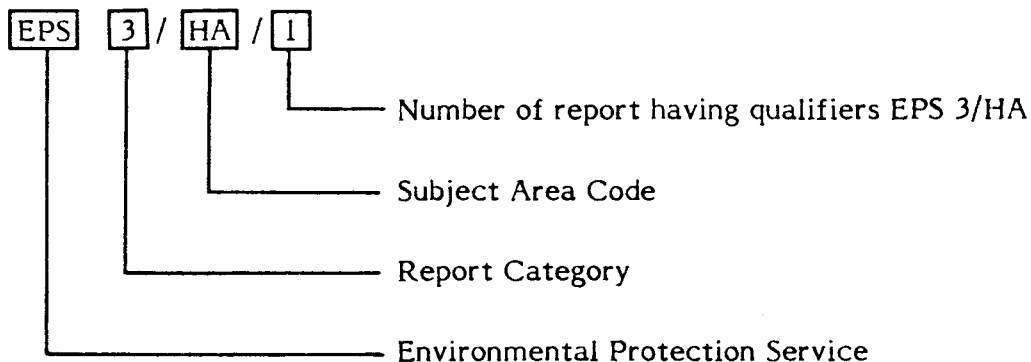 EPS 3 / HA / 1
Number of report having qualifiers EPS 3/HA
Subject Area Code
Report Category
Environmental Protection Service